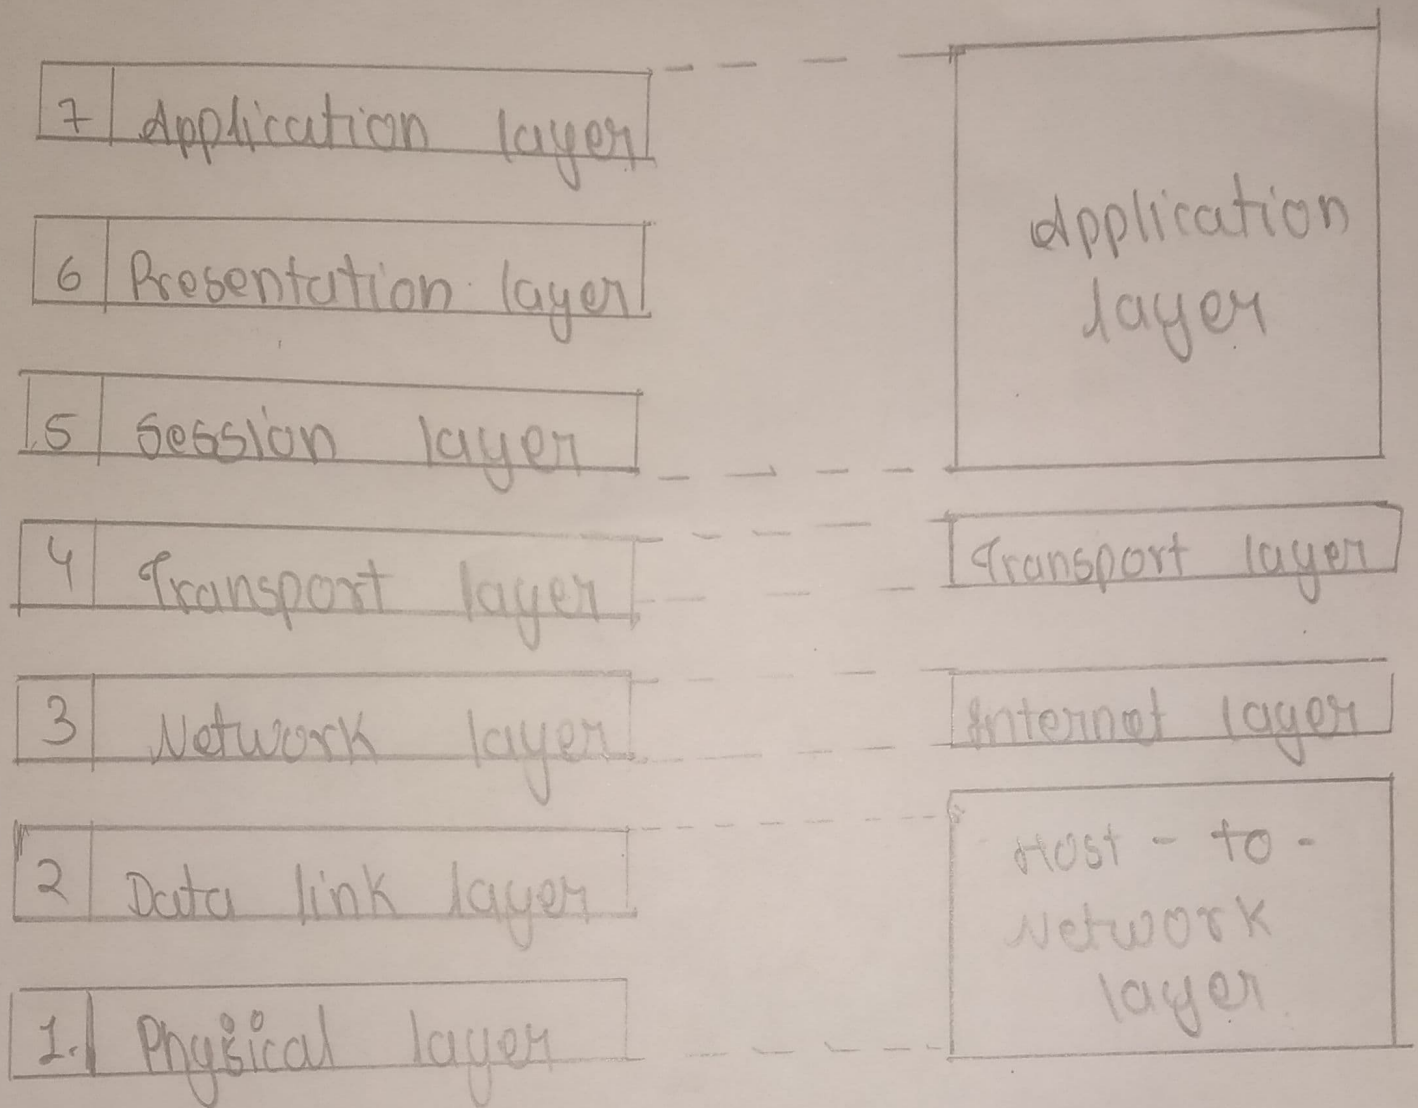 7 Application layer
6 Presentation layer
5 Session layer
4 Transport layer
3 Network layer
2 Data link layer
1. Physical layer
Application
layer
Transport layer
Internet layer
Host - to -
Network
layer